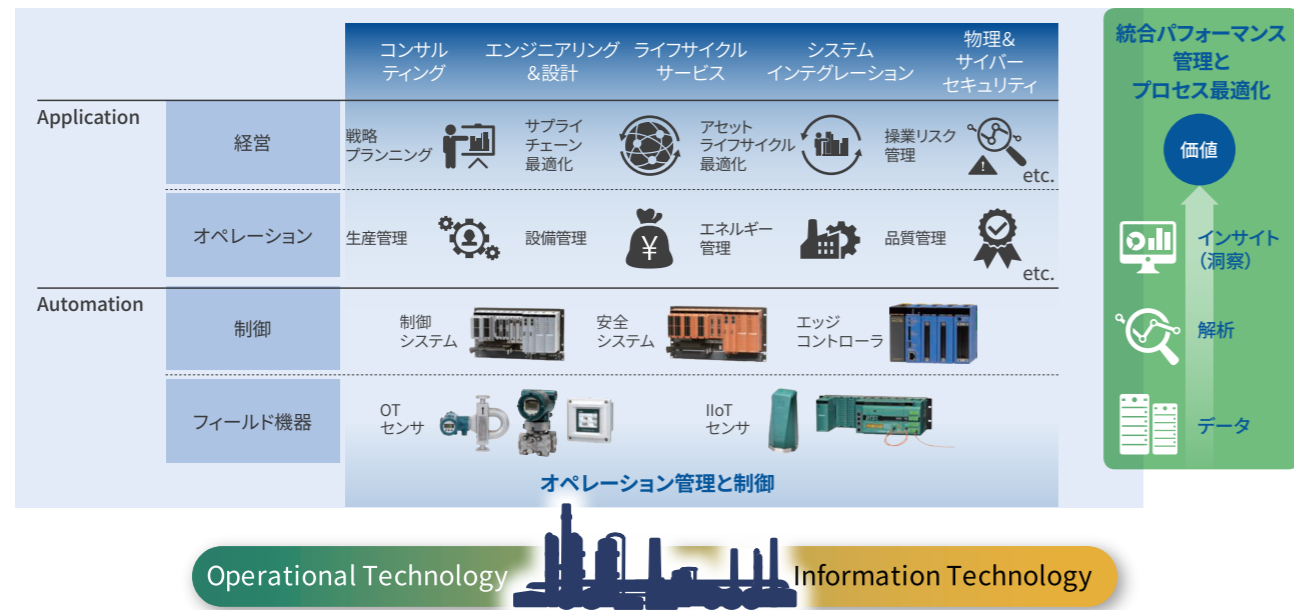 コンサル
ティング
エンジニアリング
&設計
ライフサイクル
サービス
システム
インテグレーション
物理&
サイバー
セキュリティ
Application
経営
戦略
プランニング
サプライ
チェーン
最適化
アセット
ライフサイクル
最適化
操業リスク
管理
etc.
オペレーション
生産管理
設備管理
¥
エネルギー
管理
品質管理
etc.
Automation
制御
制御
システム
安全
システム
エッジ
コントローラ
フィールド機器
OT
センサ
IIoT
センサ
オペレーション管理と制御
統合パフォーマンス
管理と
プロセス最適化
価値
インサイト
（洞察）
解析
データ
Operational Technology
Information Technology